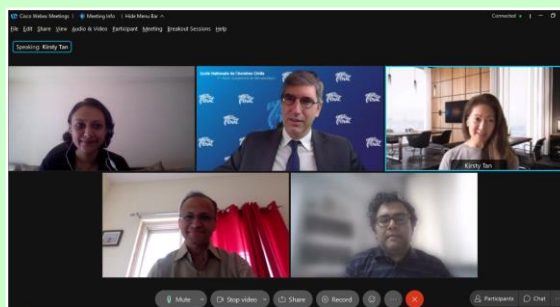 Cisco Webex Meetings | Meeting Info | Hide Menu Bar
Connected
File Edit Share View Audio & Video Participant Meeting Breakout Sessions Help
Speaking: Kirsty Tan
Ecole Nationale de l'Aviation Civile
Kirsty Tan
Mute Stop video Share Record Participants Chat